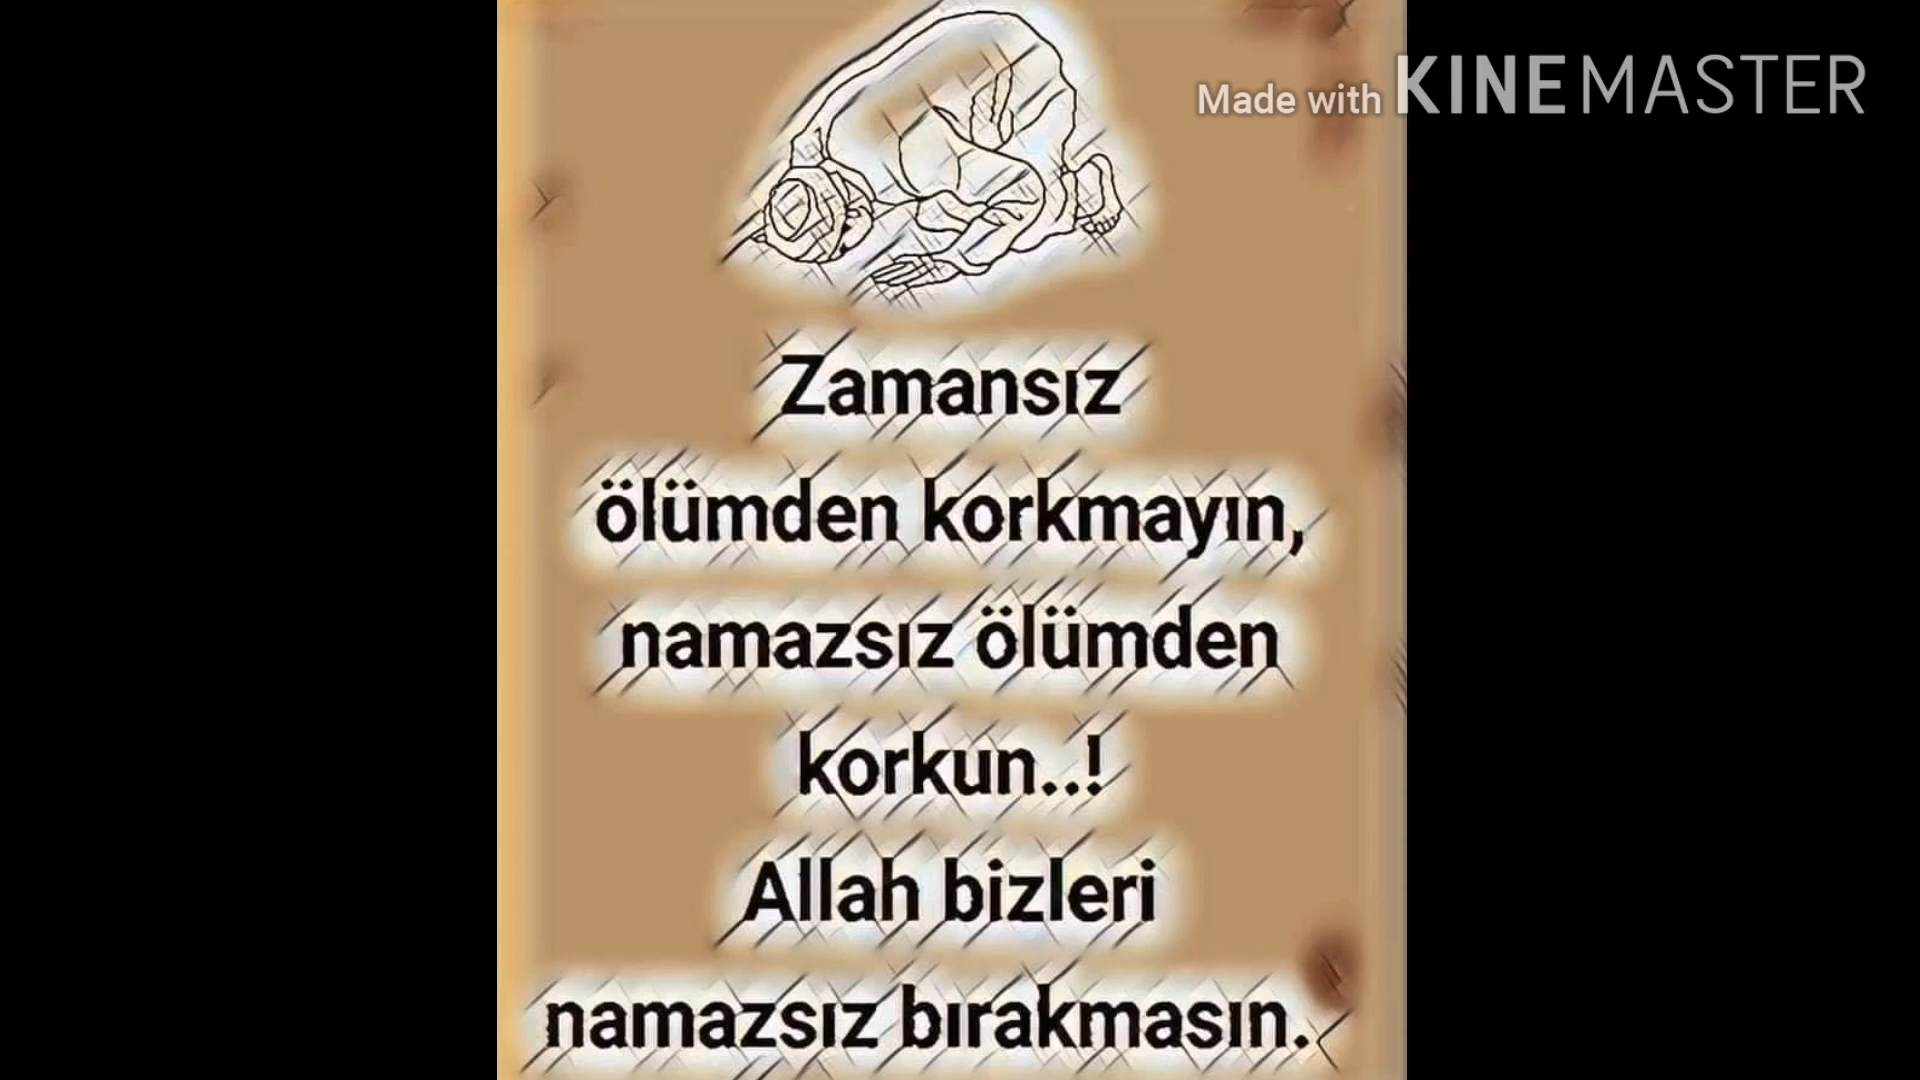 Made with KINEMASTER
Zamansız
ölümden korkmayın,
namazsız ölümden
korkun..!
Allah bizleri
namazsız bırakmasın.